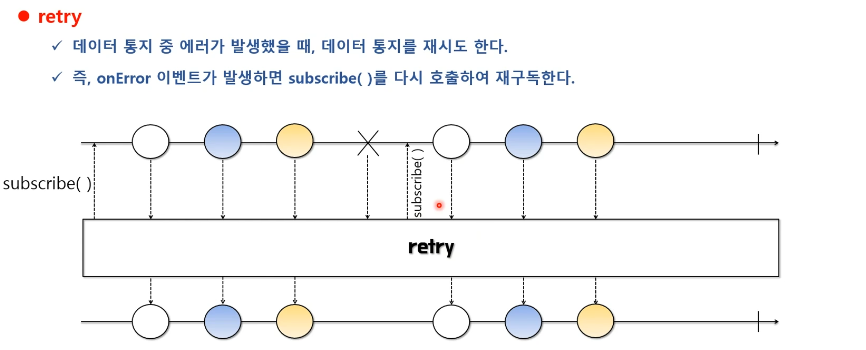 retry
데이터 통지 중 에러가 발생했을 때, 데이터 통지를 재시도 한다.
즉, onError 이벤트가 발생하면 subscribe( )를 다시 호출하여 재구독한다.
subscribe( )
subscribe( )
retry